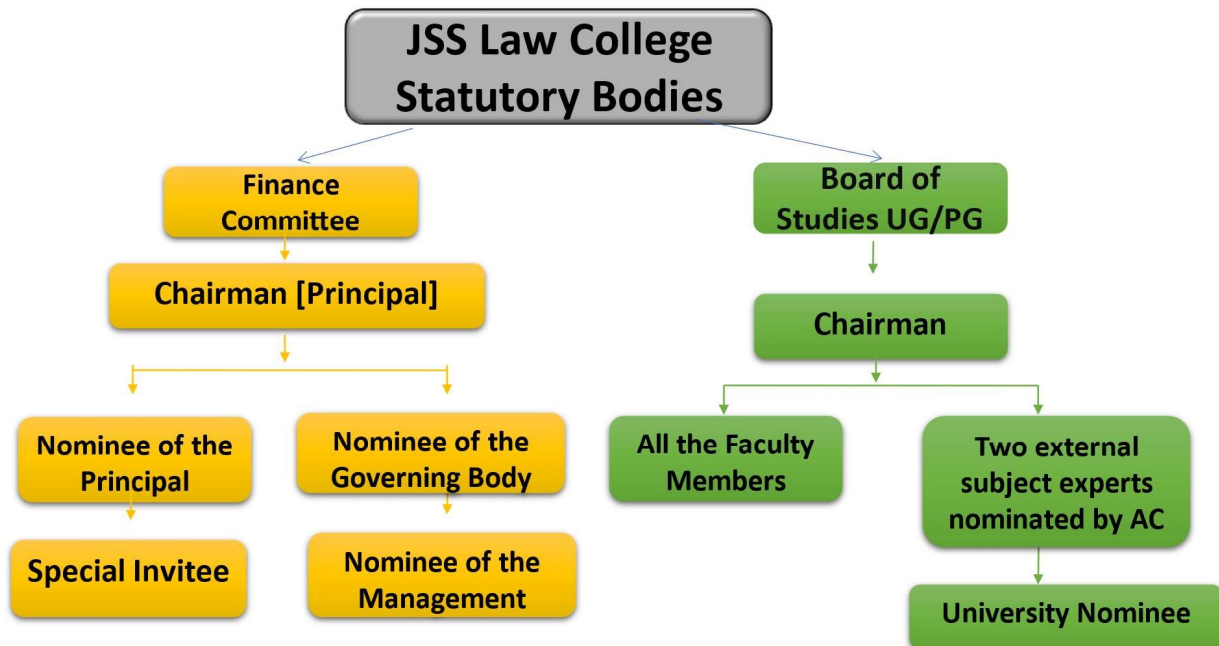 JSS Law College
Statutory Bodies
Finance
Committee
Chairman [Principal]
Nominee of the
Principal
Special Invitee
Nominee of the
Governing Body
Nominee of the
Management
Board of
Studies UG/PG
Chairman
All the Faculty
Members
Two external
subject experts
nominated by AC
University Nominee